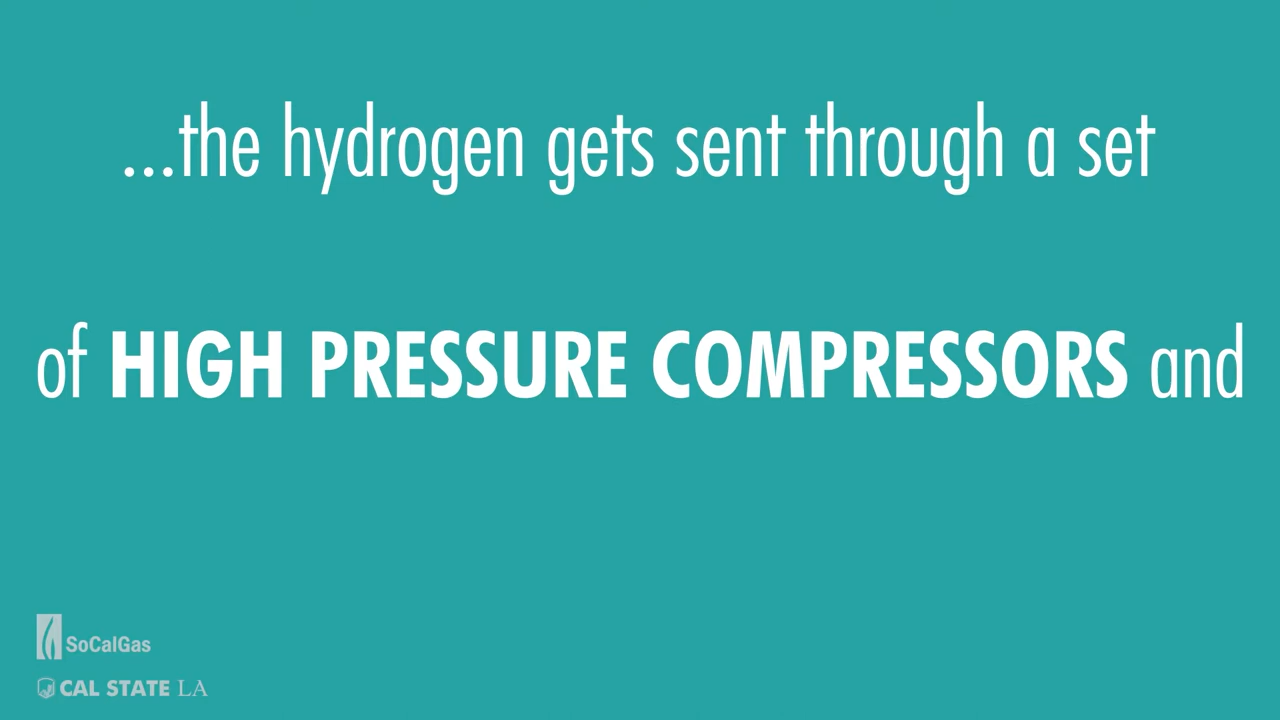 ...the hydrogen gets sent through a set
of HIGH PRESSURE COMPRESSORS and
SoCalGas
CAL STATE LA